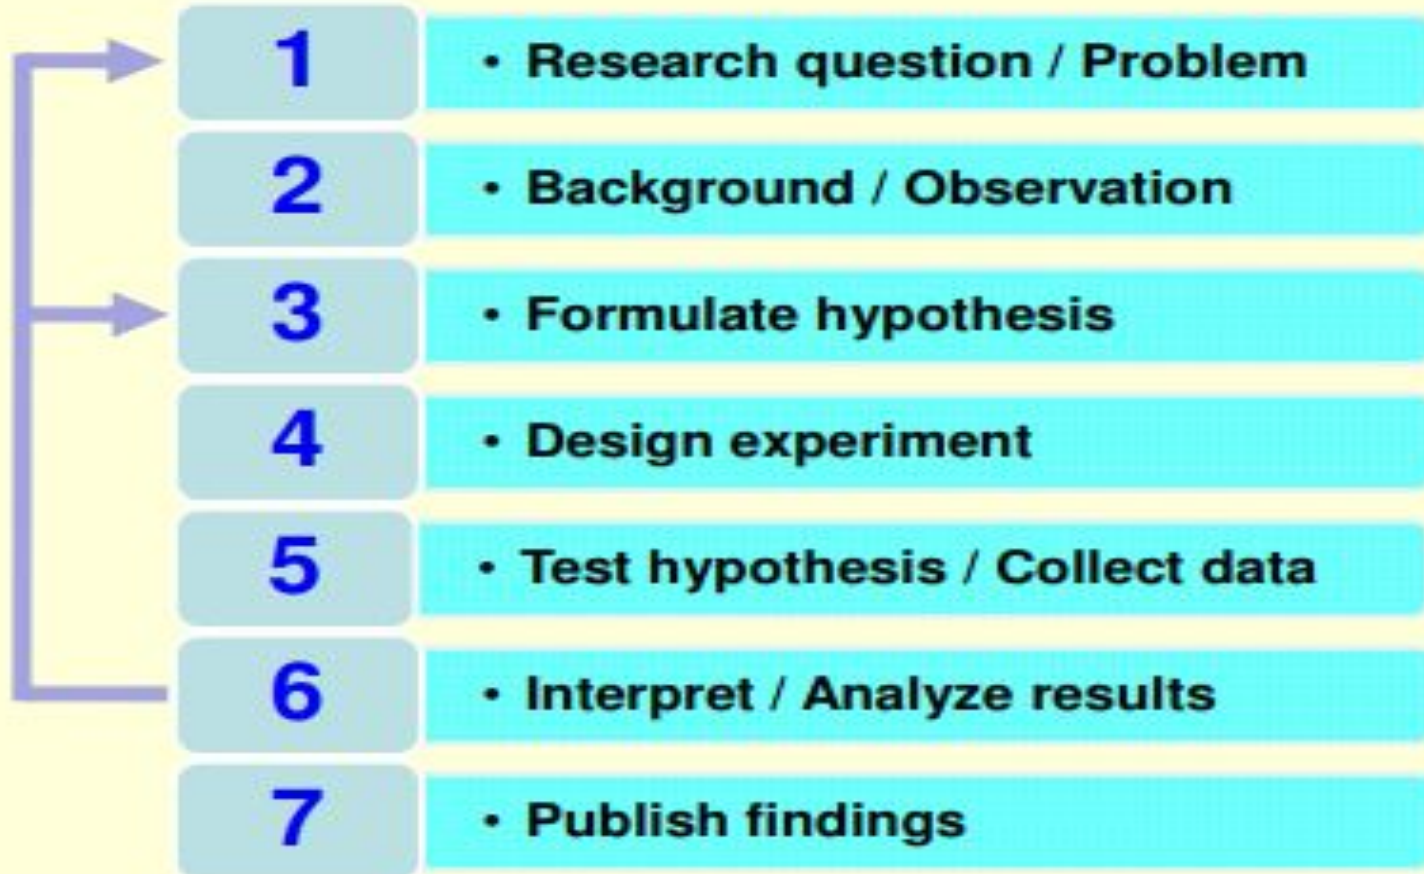 1 • Research question / Problem
2 • Background / Observation
3 • Formulate hypothesis
4 • Design experiment
5 • Test hypothesis / Collect data
6 • Interpret / Analyze results
7 • Publish findings